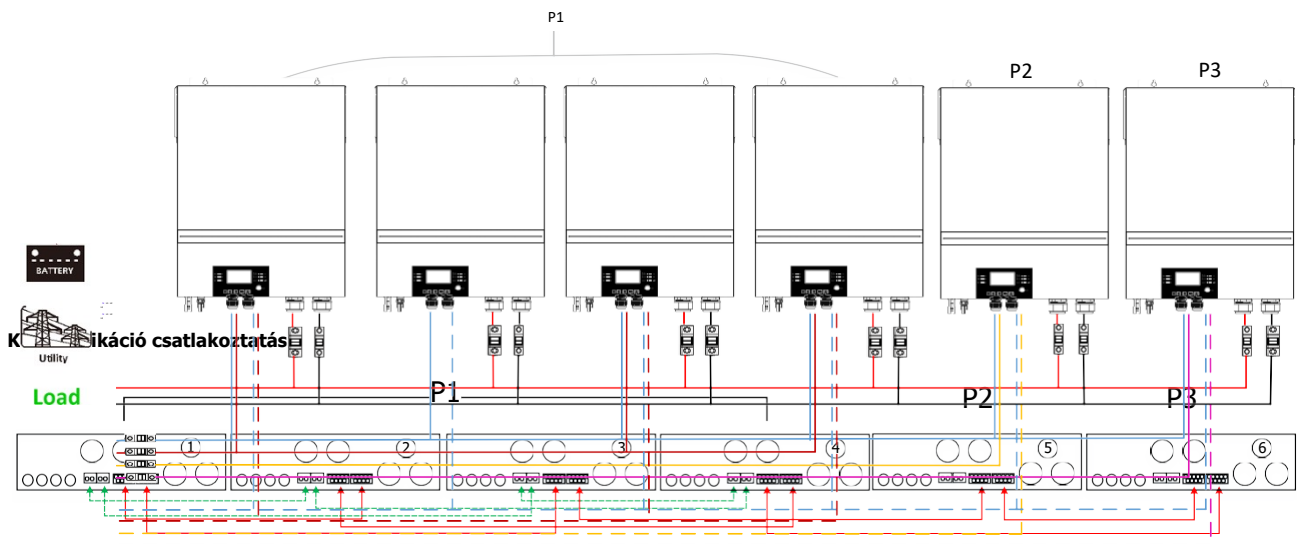 P1
P2
P3
BATTERY
K ikáció csatlakoztatás
Utility
Load
P1
P2
P3
1
2
3
4
5
6